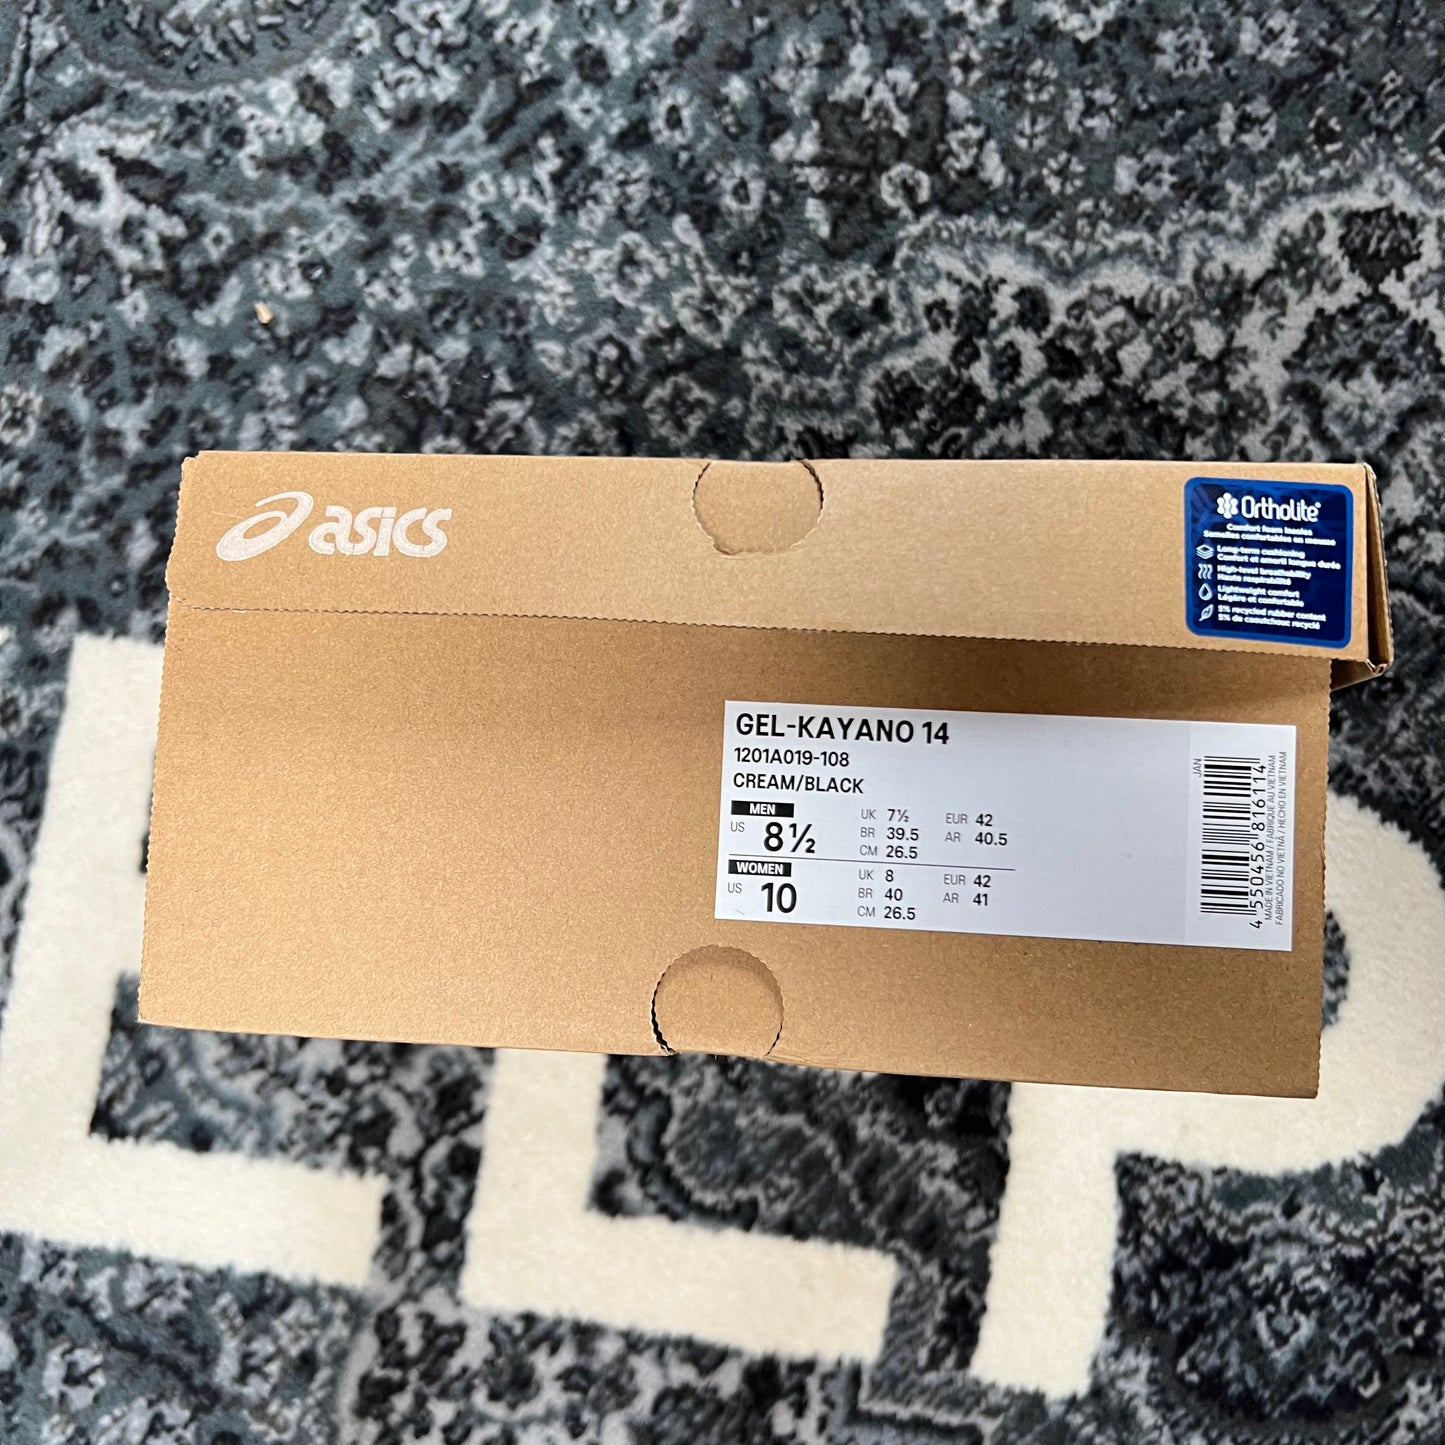 asics
OrthoLite®
Comfort foam insoles
Semelles confortables en mousse
Long-term cushioning
Confort et amorti longue durée
High-level breathability
Haute respirabilité
Lightweight comfort
Légère et confortable
5% recycled rubber content
5% de caoutchouc recyclé
GEL-KAYANO 14
1201A019-108
CREAM/BLACK
MEN
US 8½
UK 7½ EUR 42
BR 39.5 AR 40.5
CM 26.5
WOMEN
US 10
UK 8 EUR 42
BR 40 AR 41
CM 26.5
JAN
4 550456 816114
MADE IN VIETNAM / FABRIQUÉ AU VIETNAM
FABRICADO NO VIETNÃ / HECHO EN VIETNAM
ELP